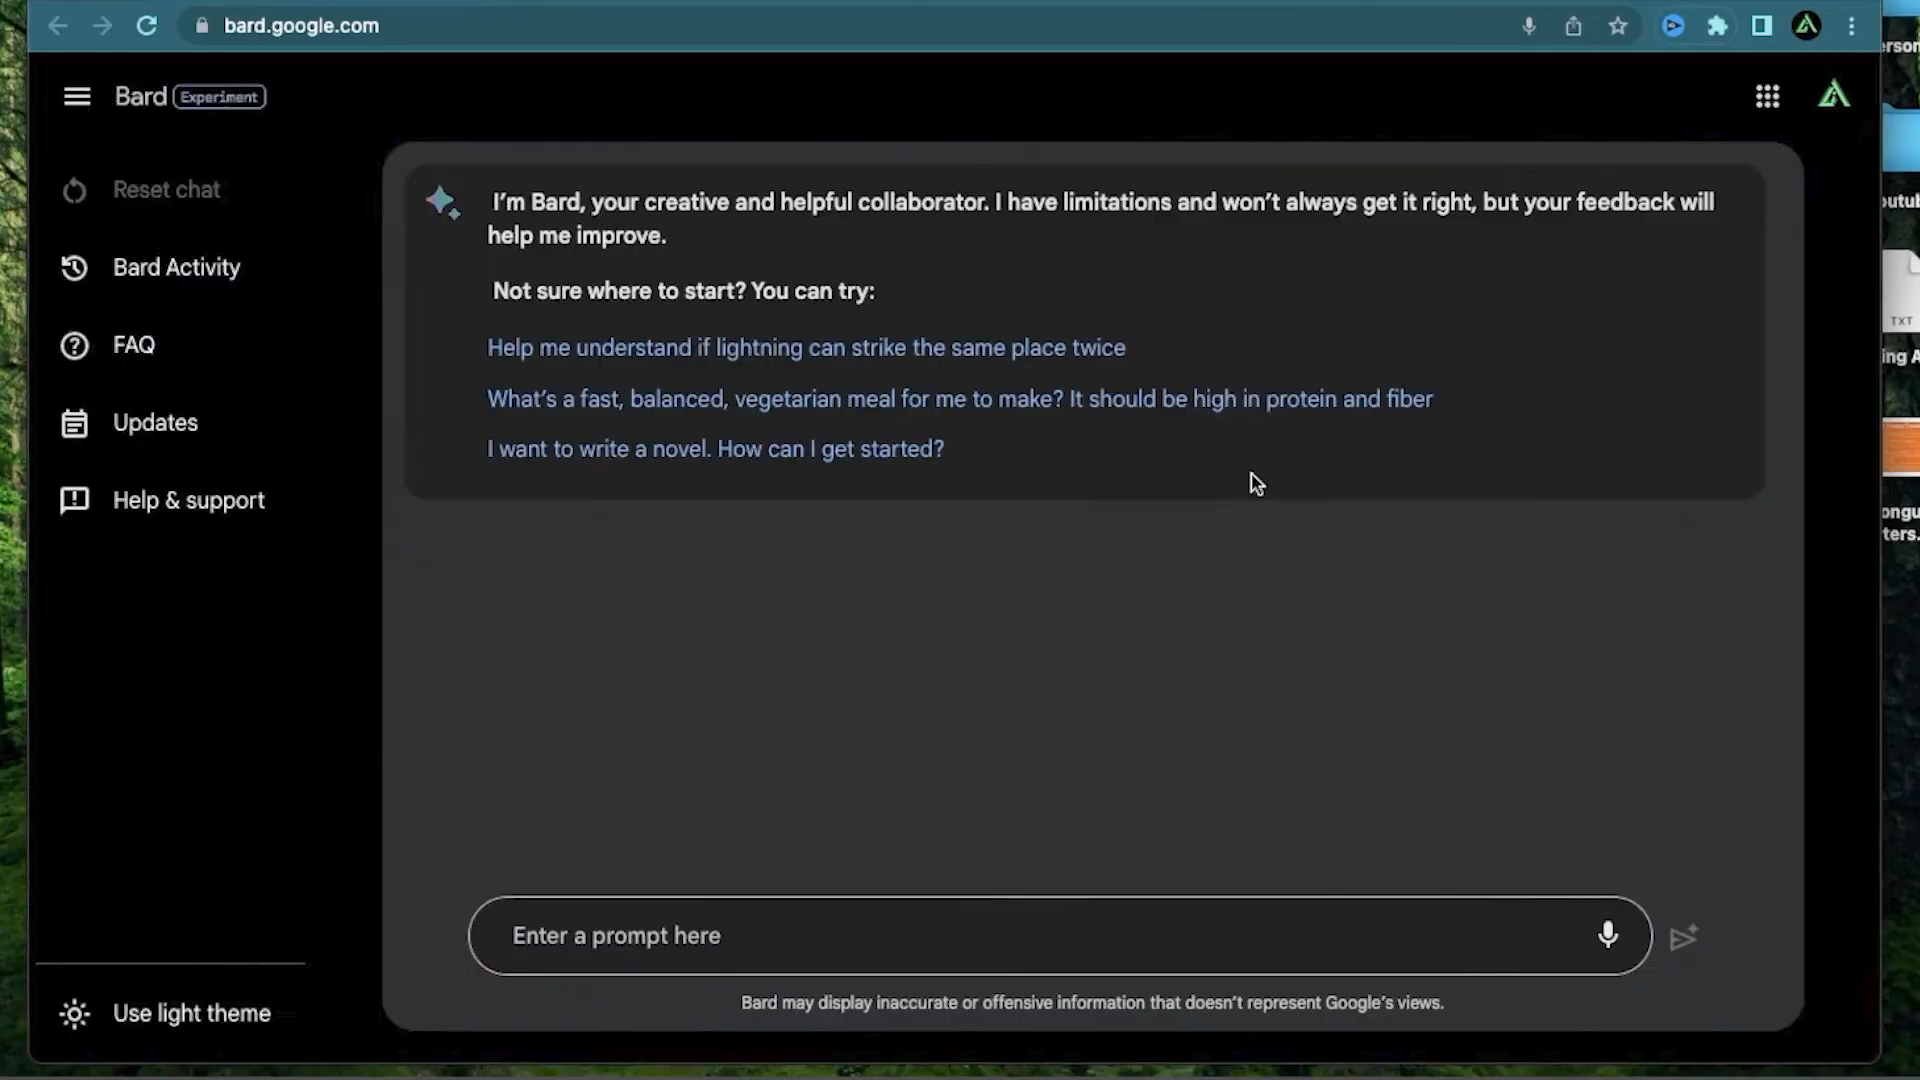 bard.google.com
Bard Experiment
Reset chat
Bard Activity
FAQ
Updates
Help & support
Use light theme
I'm Bard, your creative and helpful collaborator. I have limitations and won't always get it right, but your feedback will
help me improve.
Not sure where to start? You can try:
Help me understand if lightning can strike the same place twice
What's a fast, balanced, vegetarian meal for me to make? It should be high in protein and fiber
I want to write a novel. How can I get started?
Enter a prompt here
Bard may display inaccurate or offensive information that doesn't represent Google's views.
TXT